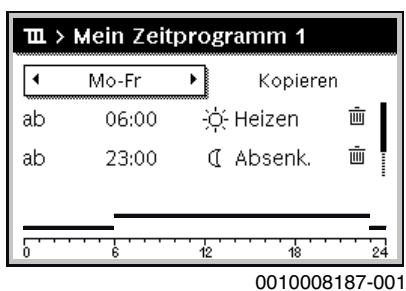 > Mein Zeitprogramm 1
Mo-Fr Kopieren
ab 06:00 Heizen
ab 23:00 Absenk.
0 6 12 18 24
0010008187-001